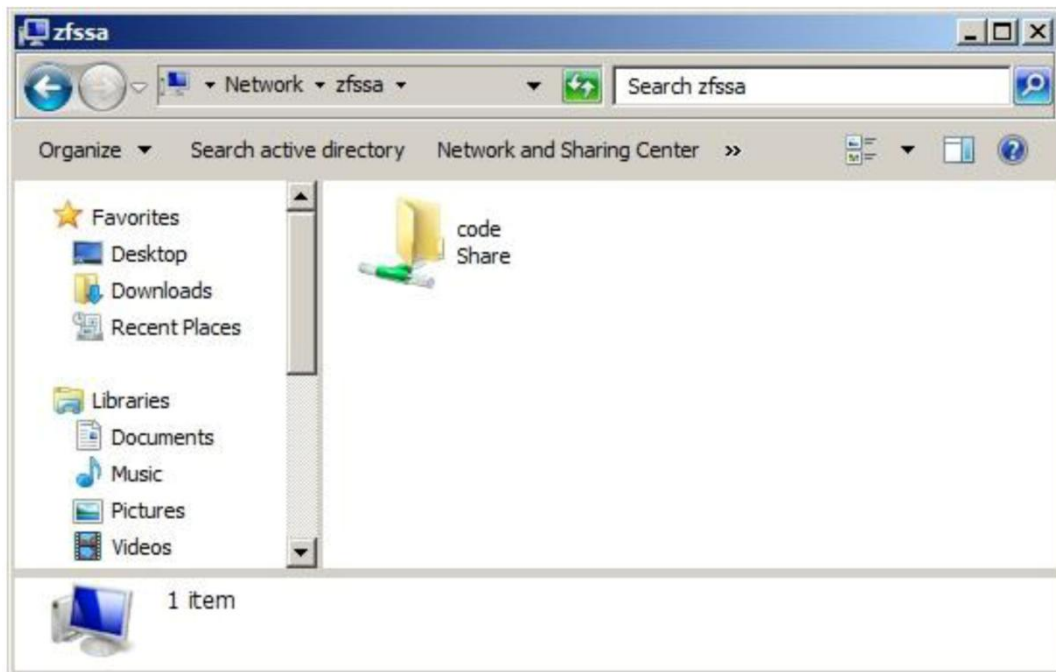 zfssa
Network zfssa
Search zfssa
Organize Search active directory Network and Sharing Center »
Favorites
Desktop
Downloads
Recent Places
Libraries
Documents
Music
Pictures
Videos
code
Share
1 item